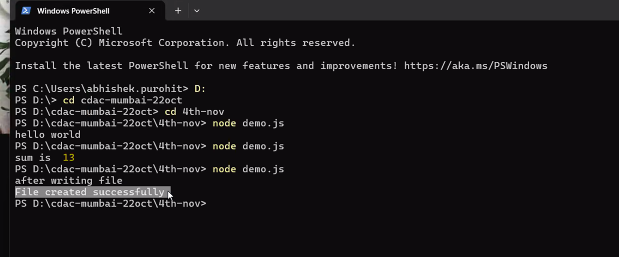 Windows PowerShell
Windows PowerShell
Copyright (C) Microsoft Corporation. All rights reserved.
Install the latest PowerShell for new features and improvements! https://aka.ms/PSWindows
PS C:\Users\abhishek.purohit> D:
PS D:\> cd cdac-mumbai-22oct
PS D:\cdac-mumbai-22oct> cd 4th-nov
PS D:\cdac-mumbai-22oct\4th-nov> node demo.js
hello world
PS D:\cdac-mumbai-22oct\4th-nov> node demo.js
sum is  13
PS D:\cdac-mumbai-22oct\4th-nov> node demo.js
after writing file
File created successfully
PS D:\cdac-mumbai-22oct\4th-nov>